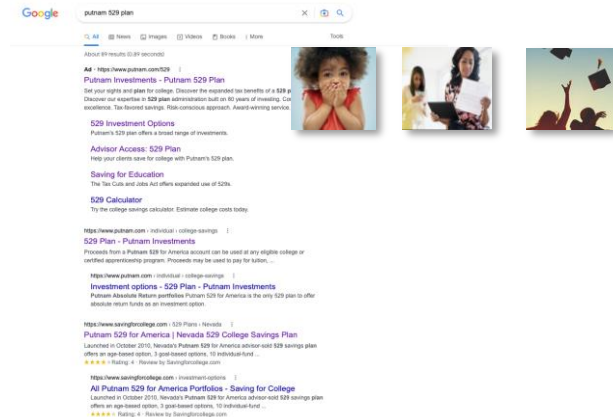 Google
putnam 529 plan
All News Images Videos Books More Tools
About 89 results (0.89 seconds)
Ad · https://www.putnam.com/529
Putnam Investments - Putnam 529 Plan
Set your sights and plan for college. Discover the expanded tax benefits of a 529
Discover our expertise in 529 plan administration built on 80 years of investing.
excellence. Tax-favored savings. Risk-conscious approach. Award-winning service.
529 Investment Options
Putnam's 529 plan offers a broad range of investments.
Advisor Access: 529 Plan
Help your clients save for college with Putnam's 529 plan.
Saving for Education
The Tax Cuts and Jobs Act offers expanded use of 529s.
529 Calculator
Try the college savings calculator. Estimate college costs today.
https://www.putnam.com › individual › college-savings
529 Plan - Putnam Investments
Proceeds from a Putnam 529 for America account can be used at any eligible college or
certified apprenticeship program. Proceeds may be used to pay for tuition, ...
https://www.putnam.com › individual › college-savings
Investment options - 529 Plan - Putnam Investments
Putnam Absolute Return portfolios Putnam 529 for America is the only 529 plan to offer
absolute return funds as an investment option.
https://www.savingforcollege.com › 529 Plans › Nevada
Putnam 529 for America | Nevada 529 College Savings Plan
Launched in October 2010, Nevada's Putnam 529 for America advisor-sold 529 savings plan
offers an age-based option, 3 goal-based options, 10 individual-fund ...
Rating: 4 · Review by Savingforcollege.com
https://www.savingforcollege.com › investment-options
All Putnam 529 for America Portfolios - Saving for College
Launched in October 2010, Nevada's Putnam 529 for America advisor-sold 529 savings plan
offers an age-based option, 3 goal-based options, 10 individual-fund ...
Rating: 4 · Review by Savingforcollege.com